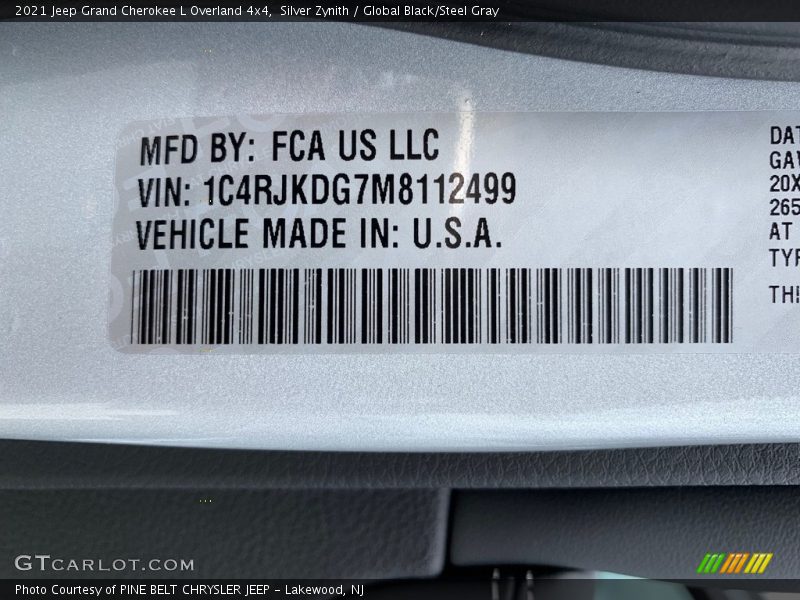 2021 Jeep Grand Cherokee L Overland 4x4,  Silver Zynith / Global Black/Steel Gray
MFD BY: FCA US LLC
VIN: 1C4RJKDG7M8112499
VEHICLE MADE IN: U.S.A.
DAT
GAV
20X
265
AT
TYP
THI
GTCARLOT.COM
Photo Courtesy of PINE BELT CHRYSLER JEEP - Lakewood, NJ